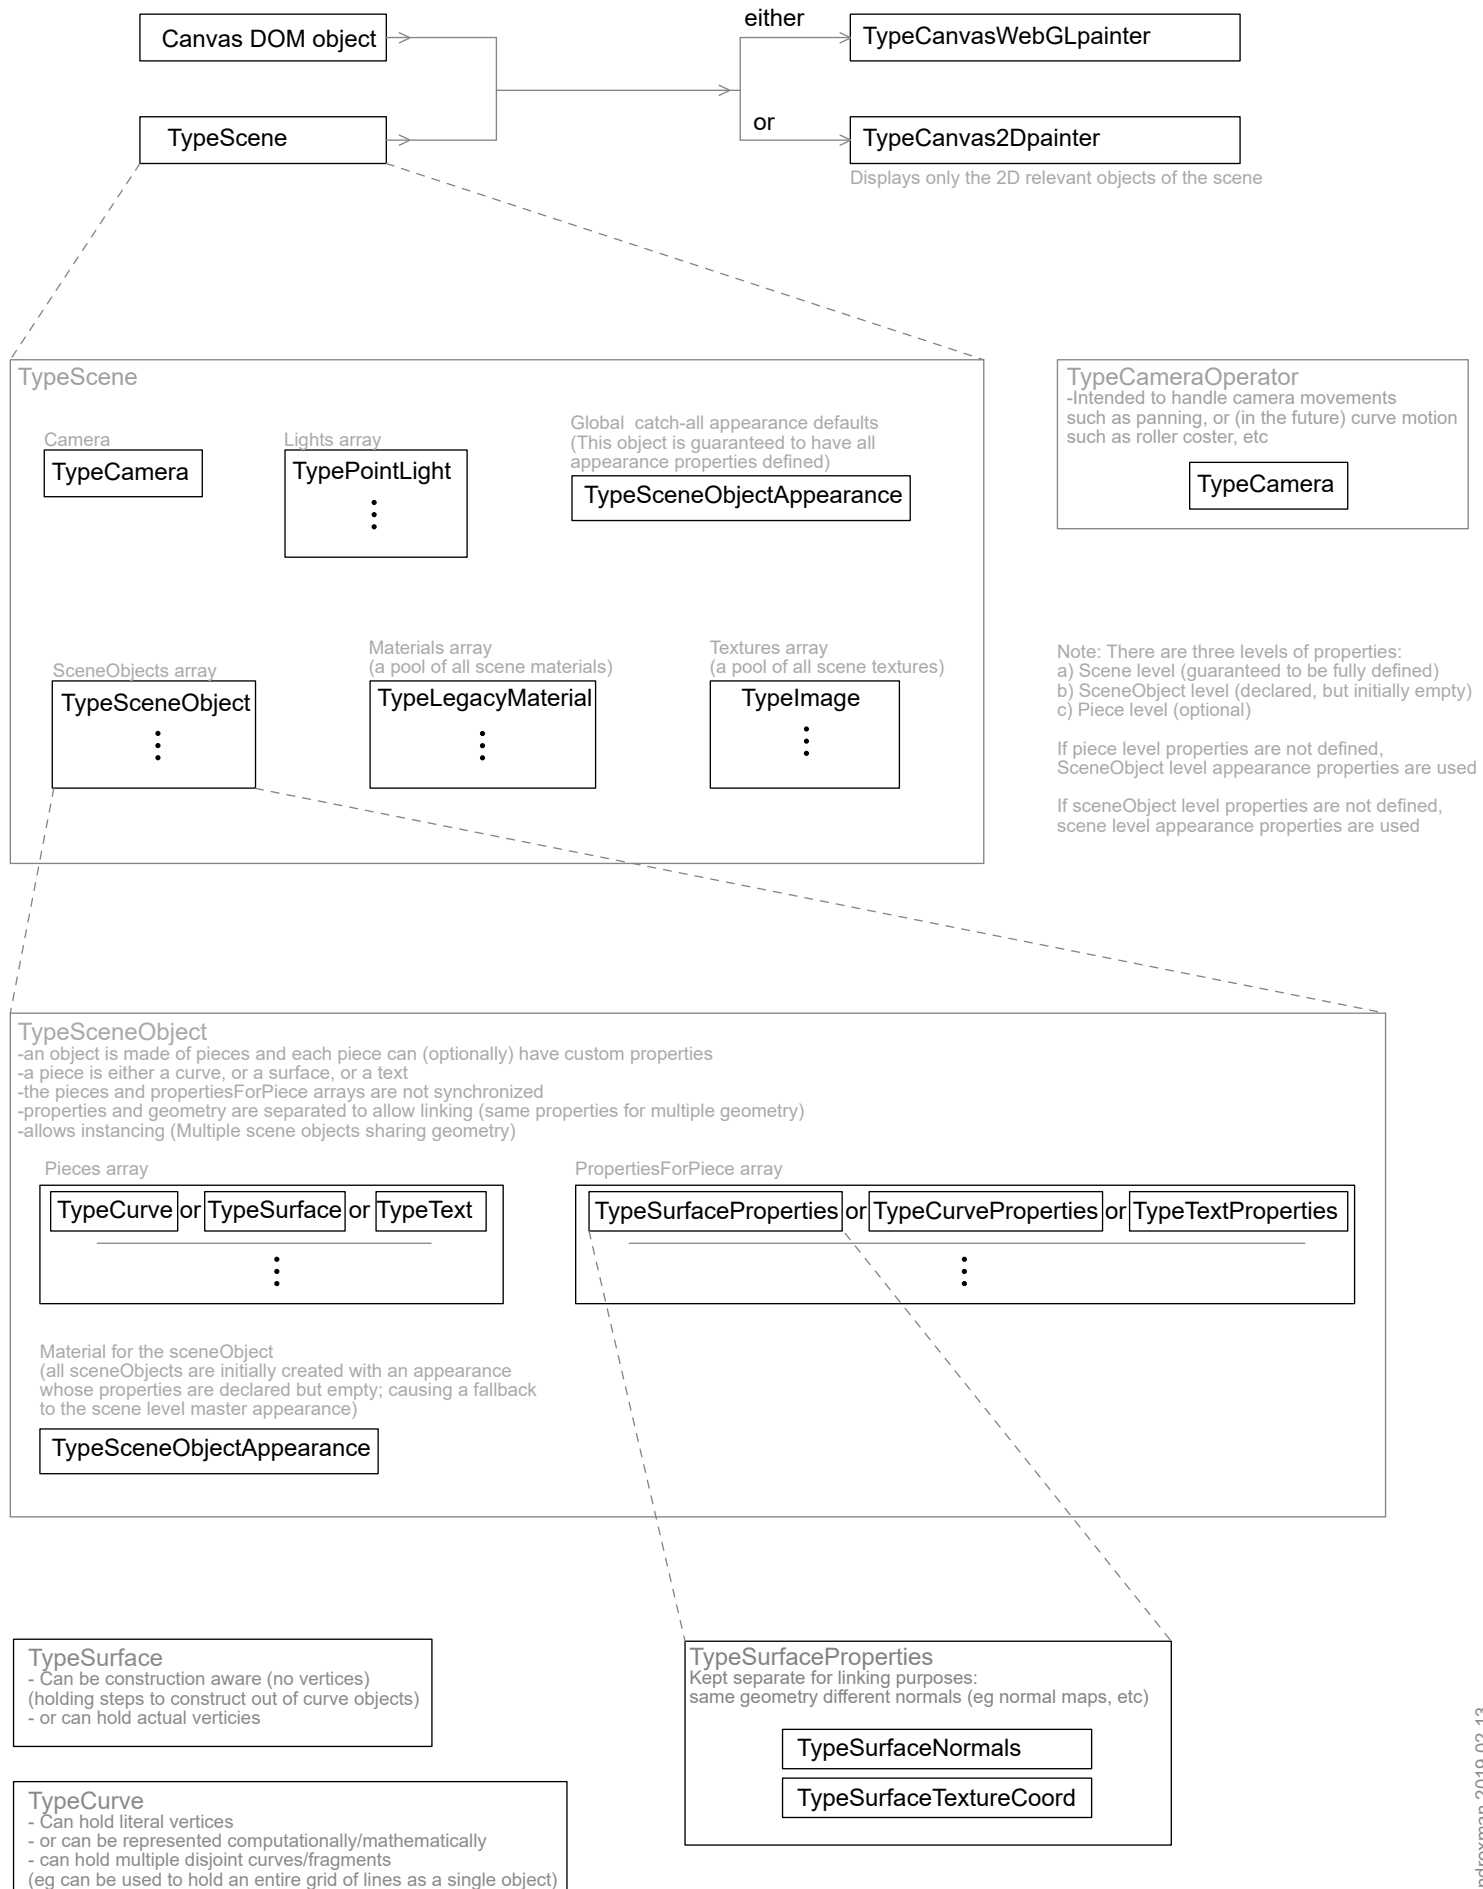 Canvas DOM object
either
TypeCanvasWebGLpainter
TypeScene
or
TypeCanvas2Dpainter
Displays only the 2D relevant objects of the scene
TypeScene
Camera
TypeCamera
Lights array
TypePointLight
Global catch-all appearance defaults
(This object is guaranteed to have all
appearance properties defined)
TypeSceneObjectAppearance
TypeCameraOperator
-Intended to handle camera movements
such as panning, or (in the future) curve motion
such as roller coster, etc
TypeCamera
SceneObjects array
TypeSceneObject
Materials array
(a pool of all scene materials)
TypeLegacyMaterial
Textures array
(a pool of all scene textures)
TypeImage
Note: There are three levels of properties:
a) Scene level (guaranteed to be fully defined)
b) SceneObject level (declared, but initially empty)
c) Piece level (optional)
If piece level properties are not defined,
SceneObject level appearance properties are used
If sceneObject level properties are not defined,
scene level appearance properties are used
TypeSceneObject
-an object is made of pieces and each piece can (optionally) have custom properties
-a piece is either a curve, or a surface, or a text
-the pieces and propertiesForPiece arrays are not synchronized
-properties and geometry are separated to allow linking (same properties for multiple geometry)
-allows instancing (Multiple scene objects sharing geometry)
Pieces array
TypeCurve or TypeSurface or TypeText
PropertiesForPiece array
TypeSurfaceProperties or TypeCurveProperties or TypeTextProperties
Material for the sceneObject
(all sceneObjects are initially created with an appearance
whose properties are declared but empty; causing a fallback
to the scene level master appearance)
TypeSceneObjectAppearance
TypeSurface
- Can be construction aware (no vertices)
(holding steps to construct out of curve objects)
- or can hold actual verticies
TypeSurfaceProperties
Kept separate for linking purposes:
same geometry different normals (eg normal maps, etc)
TypeSurfaceNormals
TypeSurfaceTextureCoord
TypeCurve
- Can hold literal vertices
- or can be represented computationally/mathematically
- can hold multiple disjoint curves/fragments
(eg can be used to hold an entire grid of lines as a single object)